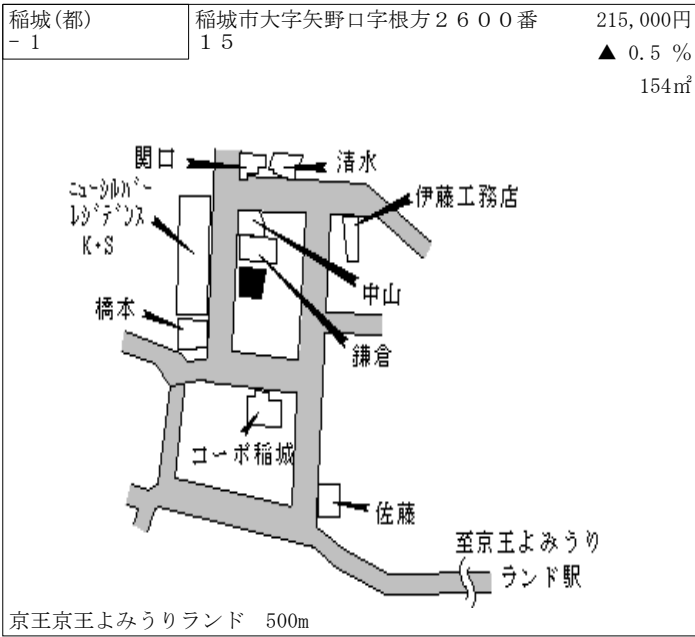 稲城(都)
- 1
稲城市大字矢野口字根方２６００番
１５
215,000円
▲ 0.5 %
154㎡
関口
清水
ニューシルバー
レジデンス
K・S
伊藤工務店
中山
橋本
鎌倉
コーポ稲城
佐藤
至京王よみうり
ランド駅
京王京王よみうりランド　500m